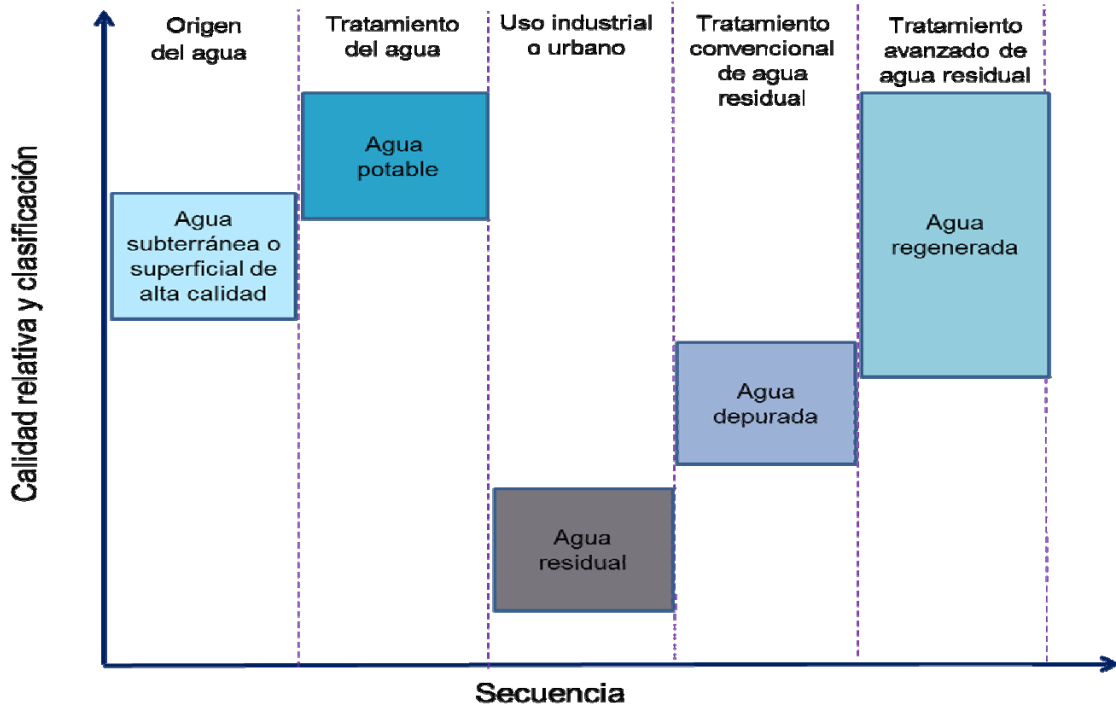 Origen
del agua
Tratamiento
del agua
Uso industrial
o urbano
Tratamiento
convencional
de agua
residual
Tratamiento
avanzado de
agua residual
Agua
subterránea o
superficial de
alta calidad
Agua
potable
Agua
residual
Agua
depurada
Agua
regenerada
Calidad relativa y clasificación
Secuencia